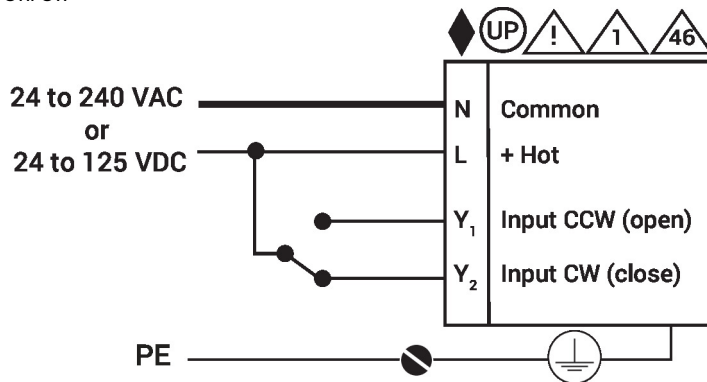 UP ! 1 46
24 to 240 VAC
or
24 to 125 VDC
N Common
L + Hot
Y₁ Input CCW (open)
Y₂ Input CW (close)
PE